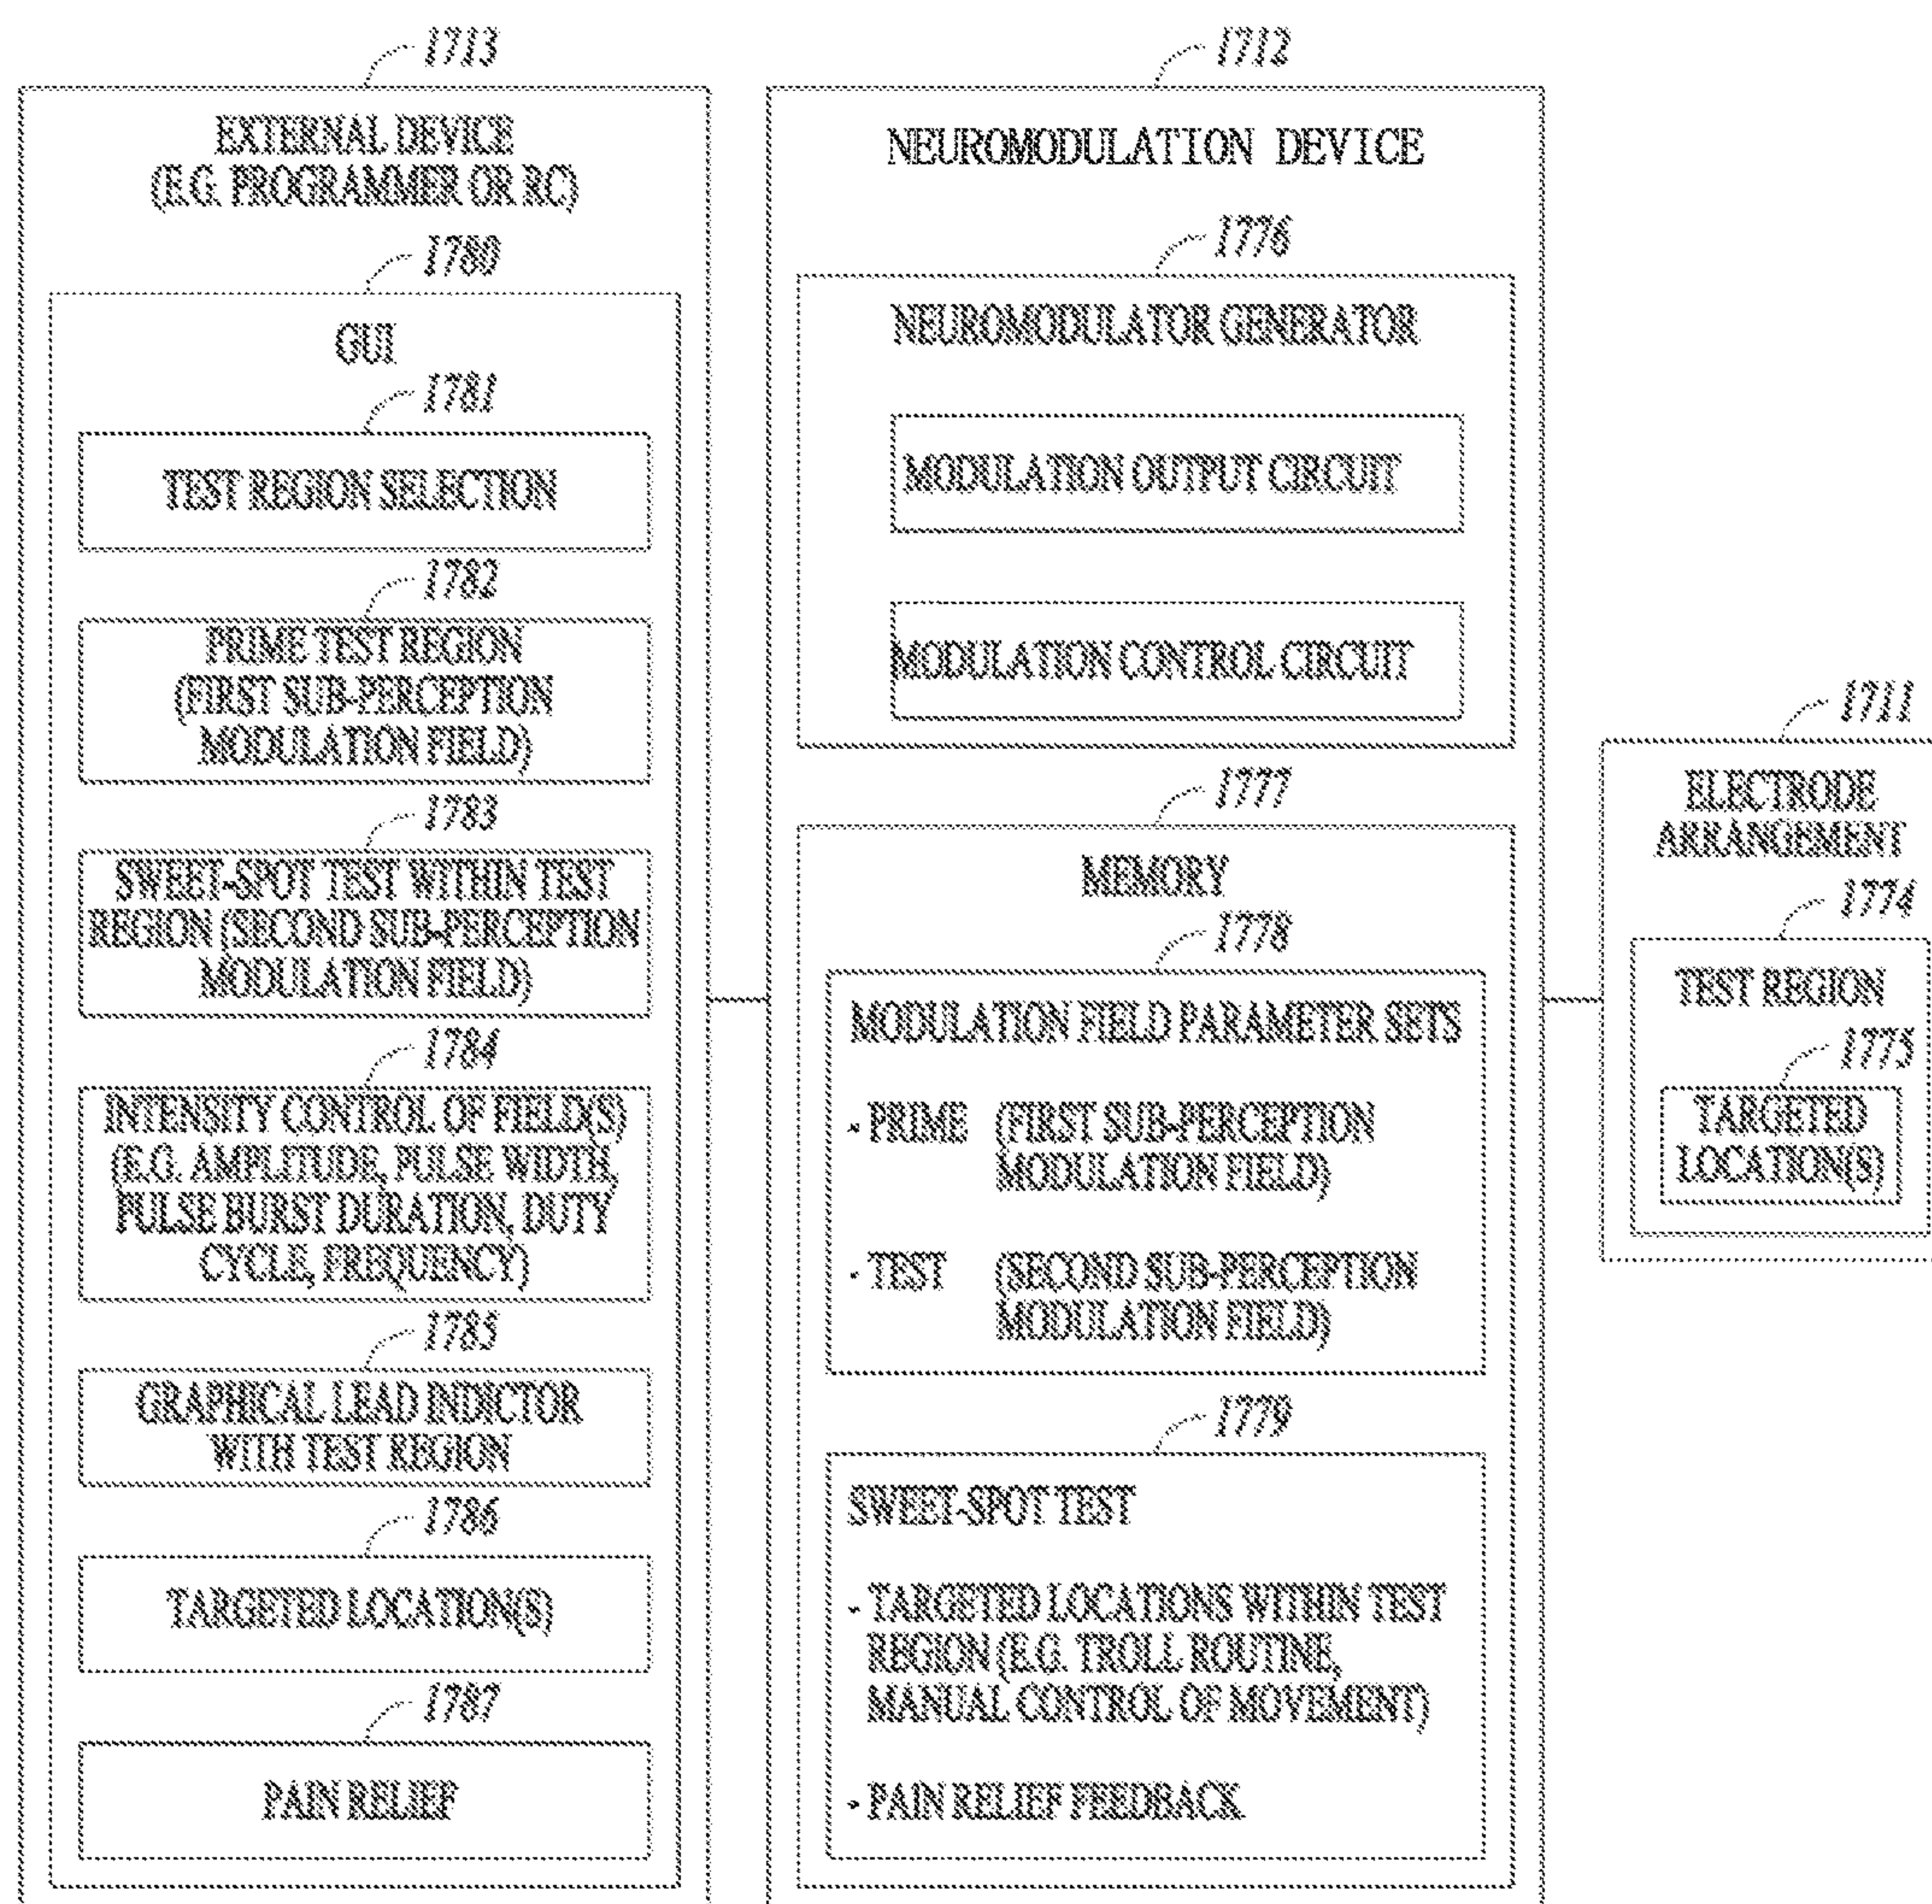 1713
EXTERNAL DEVICE
(E.G. PROGRAMMER OR RC)
1780
GUI
1781
TEST REGION SELECTION
1782
PRIME TEST REGION
(FIRST SUB-PERCEPTION
MODULATION FIELD)
1783
SWEET-SPOT TEST WITHIN TEST
REGION (SECOND SUB-PERCEPTION
MODULATION FIELD)
1784
INTENSITY CONTROL OF FIELD(S)
(E.G. AMPLITUDE, PULSE WIDTH,
PULSE BURST DURATION, DUTY
CYCLE, FREQUENCY)
1785
GRAPHICAL LEAD INDICTOR
WITH TEST REGION
1786
TARGETED LOCATION(S)
1787
PAIN RELIEF
1712
NEUROMODULATION DEVICE
1776
NEUROMODULATOR GENERATOR
MODULATION OUTPUT CIRCUIT
MODULATION CONTROL CIRCUIT
1777
MEMORY
1778
MODULATION FIELD PARAMETER SETS
- PRIME (FIRST SUB-PERCEPTION
MODULATION FIELD)
- TEST (SECOND SUB-PERCEPTION
MODULATION FIELD)
1779
SWEET-SPOT TEST
- TARGETED LOCATIONS WITHIN TEST
REGION (E.G. TROLL ROUTINE,
MANUAL CONTROL OF MOVEMENT)
- PAIN RELIEF FEEDBACK
1711
ELECTRODE
ARRANGEMENT
1774
TEST REGION
1775
TARGETED
LOCATION(S)